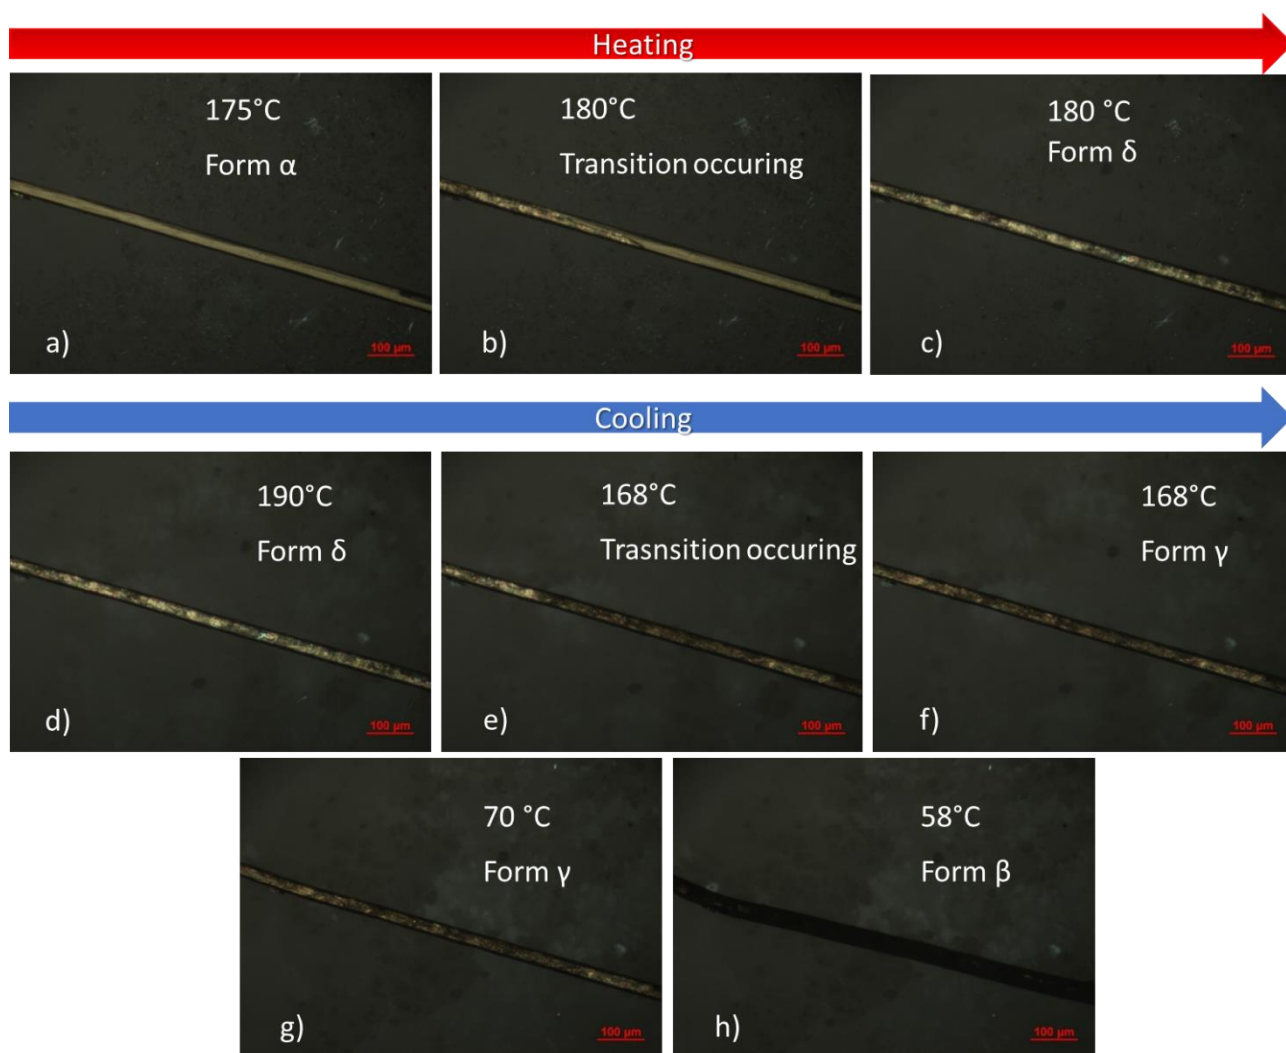 Heating
175°C
Form α
a)
100 µm
180°C
Transition occuring
b)
100 µm
180 °C
Form δ
c)
100 µm
Cooling
190°C
Form δ
d)
100 µm
168°C
Trasnsition occuring
e)
100 µm
168°C
Form γ
f)
100 µm
70 °C
Form γ
g)
100 µm
58°C
Form β
h)
100 µm